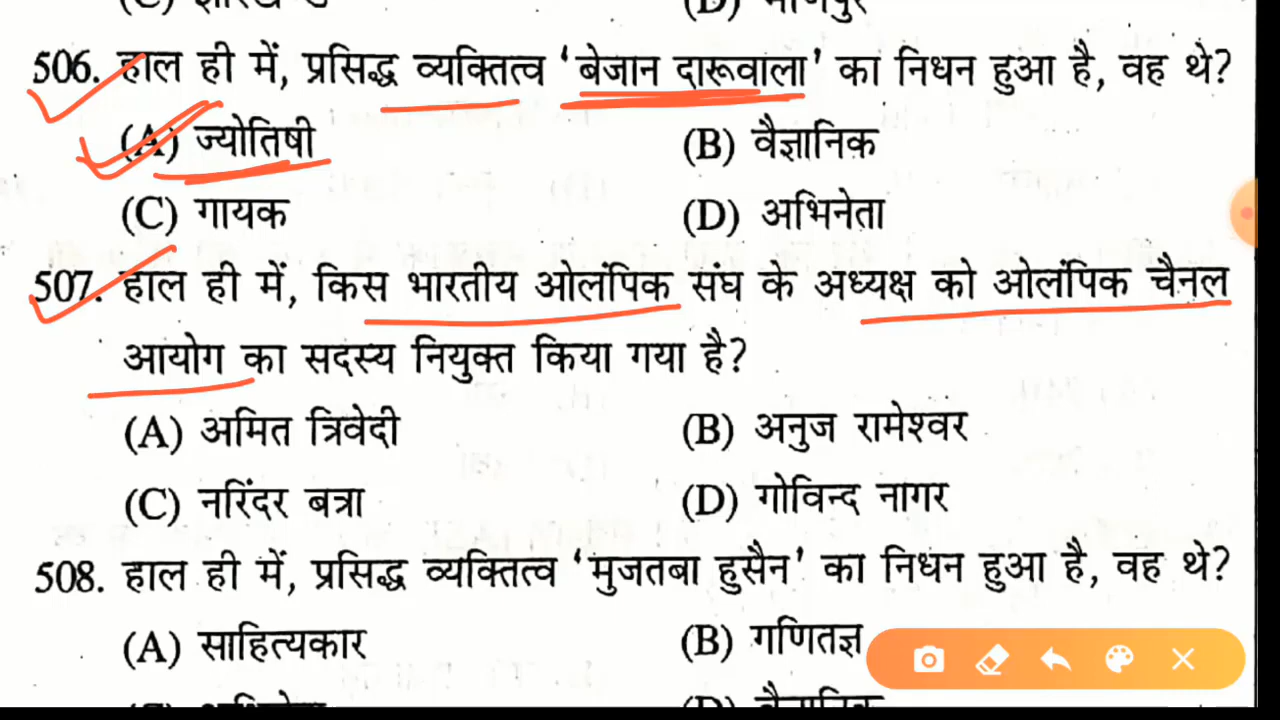 506. हाल ही में, प्रसिद्ध व्यक्तित्व ‘बेजान दारूवाला’ का निधन हुआ है, वह थे?
(A) ज्योतिषी (B) वैज्ञानिक
(C) गायक (D) अभिनेता
507. हाल ही में, किस भारतीय ओलंपिक संघ के अध्यक्ष को ओलंपिक चैनल
आयोग का सदस्य नियुक्त किया गया है?
(A) अमित त्रिवेदी (B) अनुज रामेश्वर
(C) नरिंदर बत्रा (D) गोविन्द नागर
508. हाल ही में, प्रसिद्ध व्यक्तित्व ‘मुजतबा हुसैन’ का निधन हुआ है, वह थे?
(A) साहित्यकार (B) गणितज्ञ